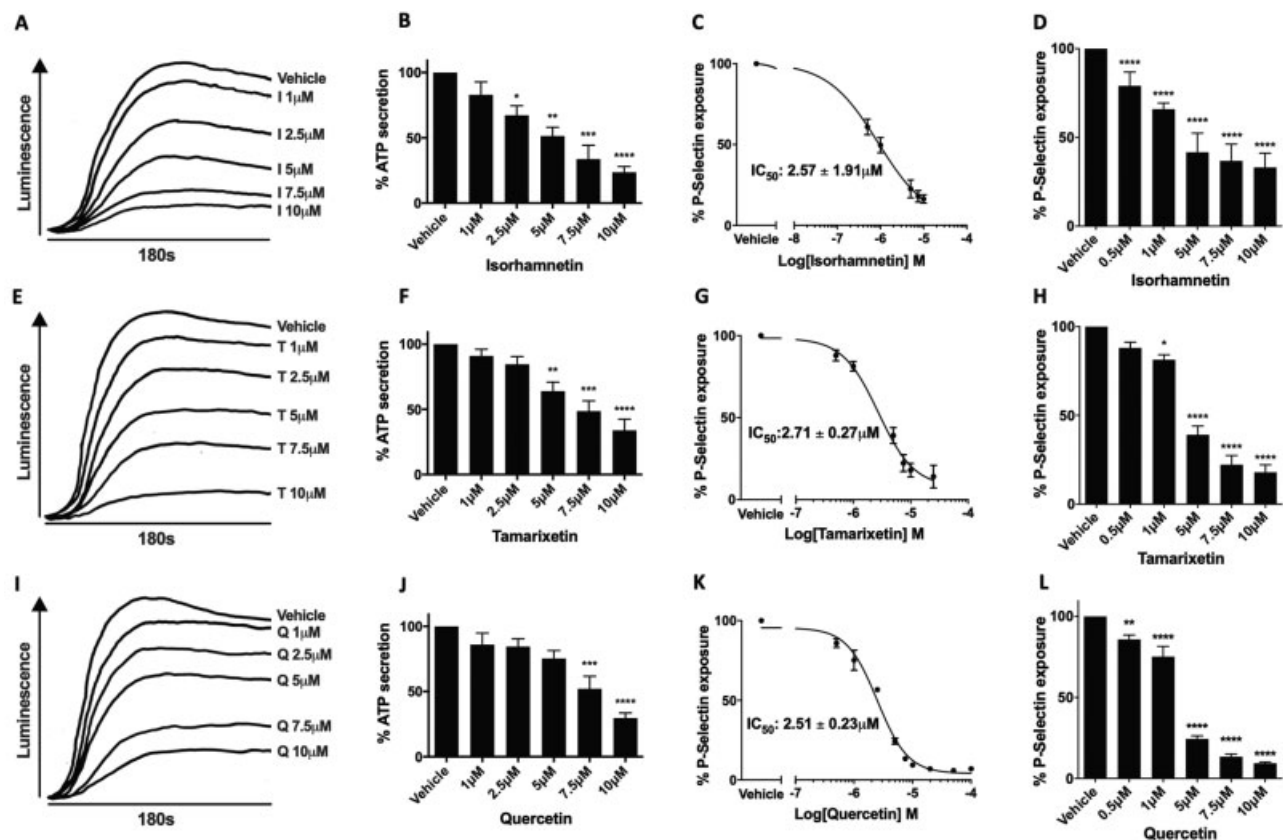 A
Luminescence
Vehicle
I 1μM
I 2.5μM
I 5μM
I 7.5μM
I 10μM
180s
B
% ATP secretion
100
50
0
* ** *** ****
Vehicle 1μM 2.5μM 5μM 7.5μM 10μM
Isorhamnetin
C
% P-Selectin exposure
100
50
0
IC50: 2.57 ± 1.91μM
Vehicle -8 -7 -6 -5 -4
Log[Isorhamnetin] M
D
% P-Selectin exposure
100
50
0
**** **** **** **** ****
Vehicle 0.5μM 1μM 5μM 7.5μM 10μM
Isorhamnetin
E
Luminescence
Vehicle
T 1μM
T 2.5μM
T 5μM
T 7.5μM
T 10μM
180s
F
% ATP secretion
100
50
0
** *** ****
Vehicle 1μM 2.5μM 5μM 7.5μM 10μM
Tamarixetin
G
% P-Selectin exposure
100
50
0
IC50:2.71 ± 0.27μM
Vehicle -7 -6 -5 -4
Log[Tamarixetin] M
H
% P-Selectin exposure
100
50
0
* **** **** ****
Vehicle 0.5μM 1μM 5μM 7.5μM 10μM
Tamarixetin
I
Luminescence
Vehicle
Q 1μM
Q 2.5μM
Q 5μM
Q 7.5μM
Q 10μM
180s
J
% ATP secretion
100
50
0
*** ****
Vehicle 1μM 2.5μM 5μM 7.5μM 10μM
Quercetin
K
% P-Selectin exposure
100
50
0
IC50: 2.51 ± 0.23μM
Vehicle -7 -6 -5 -4
Log[Quercetin] M
L
% P-Selectin exposure
100
50
0
** **** **** **** ****
Vehicle 0.5μM 1μM 5μM 7.5μM 10μM
Quercetin